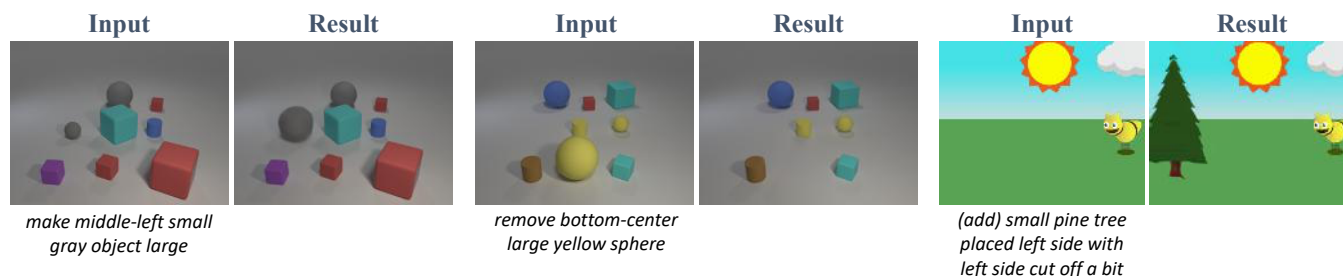 Input Result Input Result Input Result
make middle-left small
gray object large
remove bottom-center
large yellow sphere
(add) small pine tree
placed left side with
left side cut off a bit